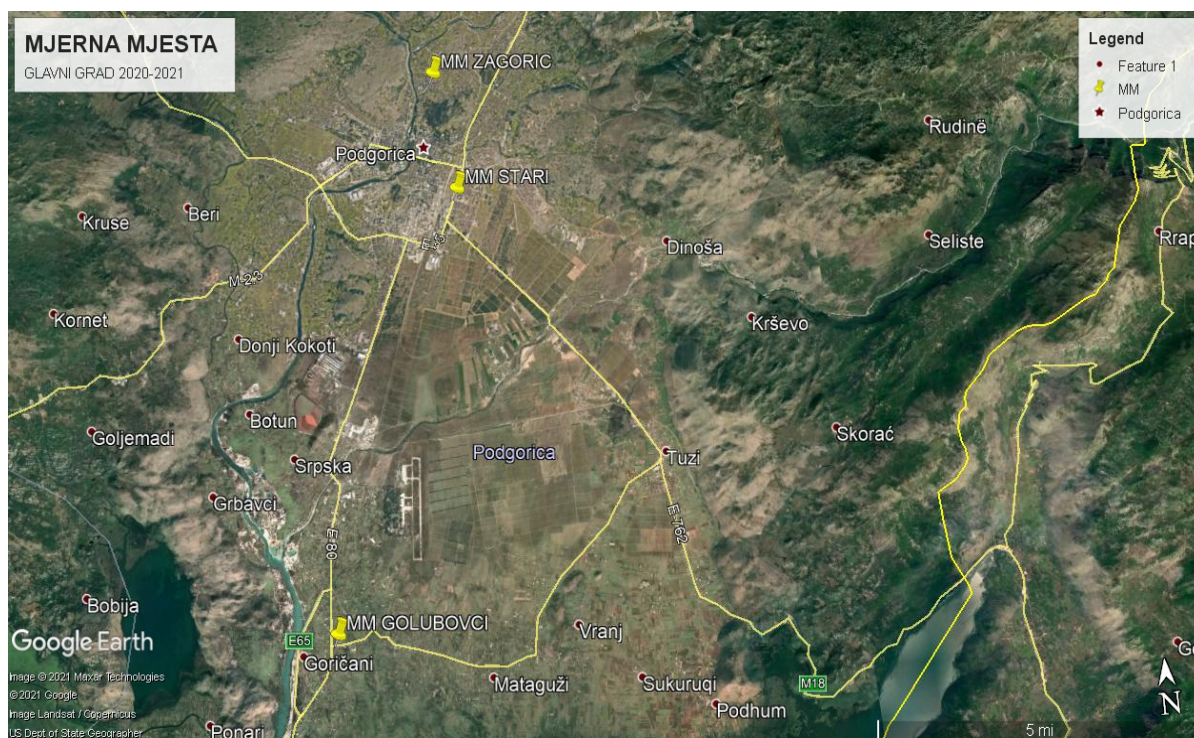 MJERNA MJESTA
GLAVNI GRAD 2020-2021
Legend
Feature 1
MM
Podgorica
MM ZAGORIC
Rudinë
Podgorica
MM STARI
Kruse
Beri
Dinoša
Seliste
Rrap
M-2.3
Kornet
Krševo
Donji Kokoti
Botun
Goljemadi
Skorać
Srpska
Podgorica
Tuzi
Grbavci
E-762
E-80
Bobija
MM GOLUBOVCI
Vranj
Google Earth
E65
Goričani
Mataguži
Sukuruqi
M18
Podhum
N
Image © 2021 Maxar Technologies
© 2021 Google
Image Landsat / Copernicus
US Dept of State Geographer
Ponari
5 mi